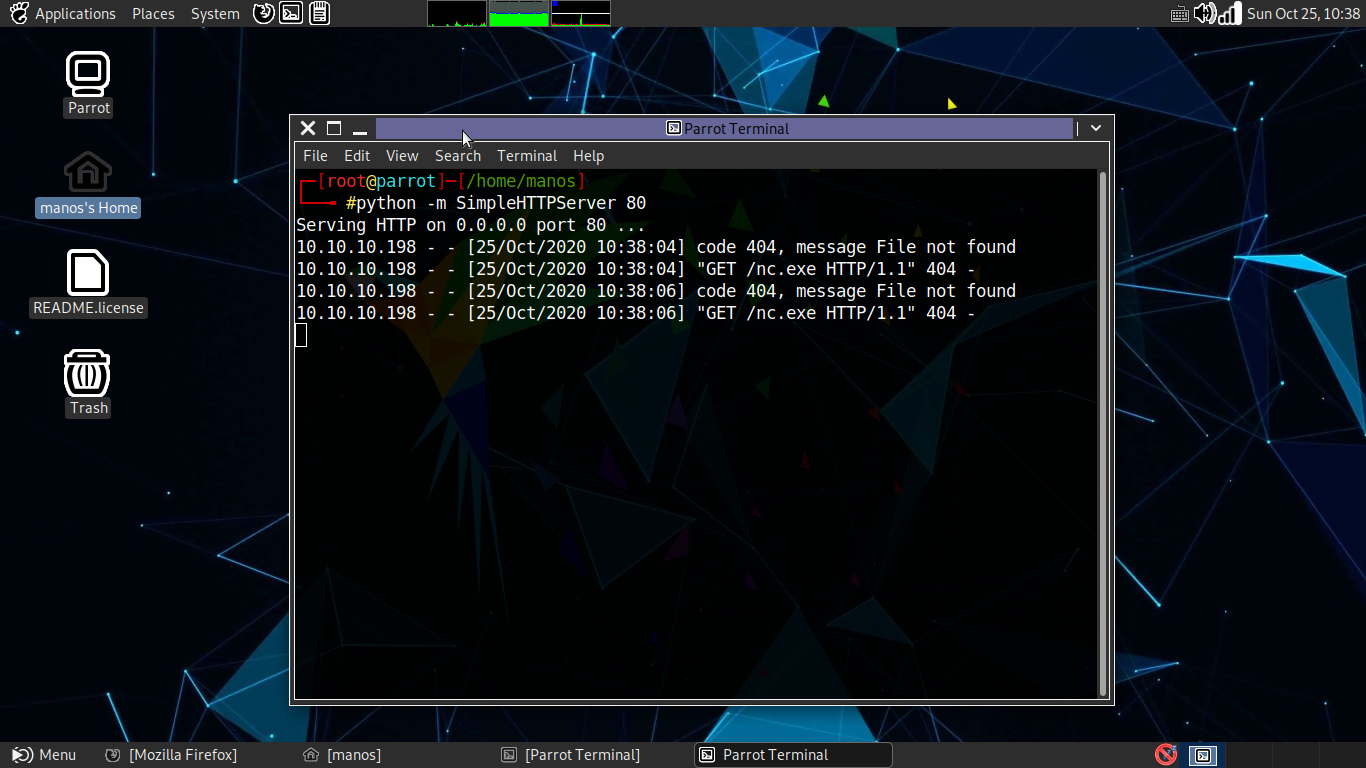 Applications Places System
Sun Oct 25, 10:38
Parrot
manos's Home
README.license
Trash
Parrot Terminal
File Edit View Search Terminal Help
┌─[root@parrot]─[/home/manos]
└──╼ #python -m SimpleHTTPServer 80
Serving HTTP on 0.0.0.0 port 80 ...
10.10.10.198 - - [25/Oct/2020 10:38:04] code 404, message File not found
10.10.10.198 - - [25/Oct/2020 10:38:04] "GET /nc.exe HTTP/1.1" 404 -
10.10.10.198 - - [25/Oct/2020 10:38:06] code 404, message File not found
10.10.10.198 - - [25/Oct/2020 10:38:06] "GET /nc.exe HTTP/1.1" 404 -
Menu [Mozilla Firefox] [manos] [Parrot Terminal] Parrot Terminal